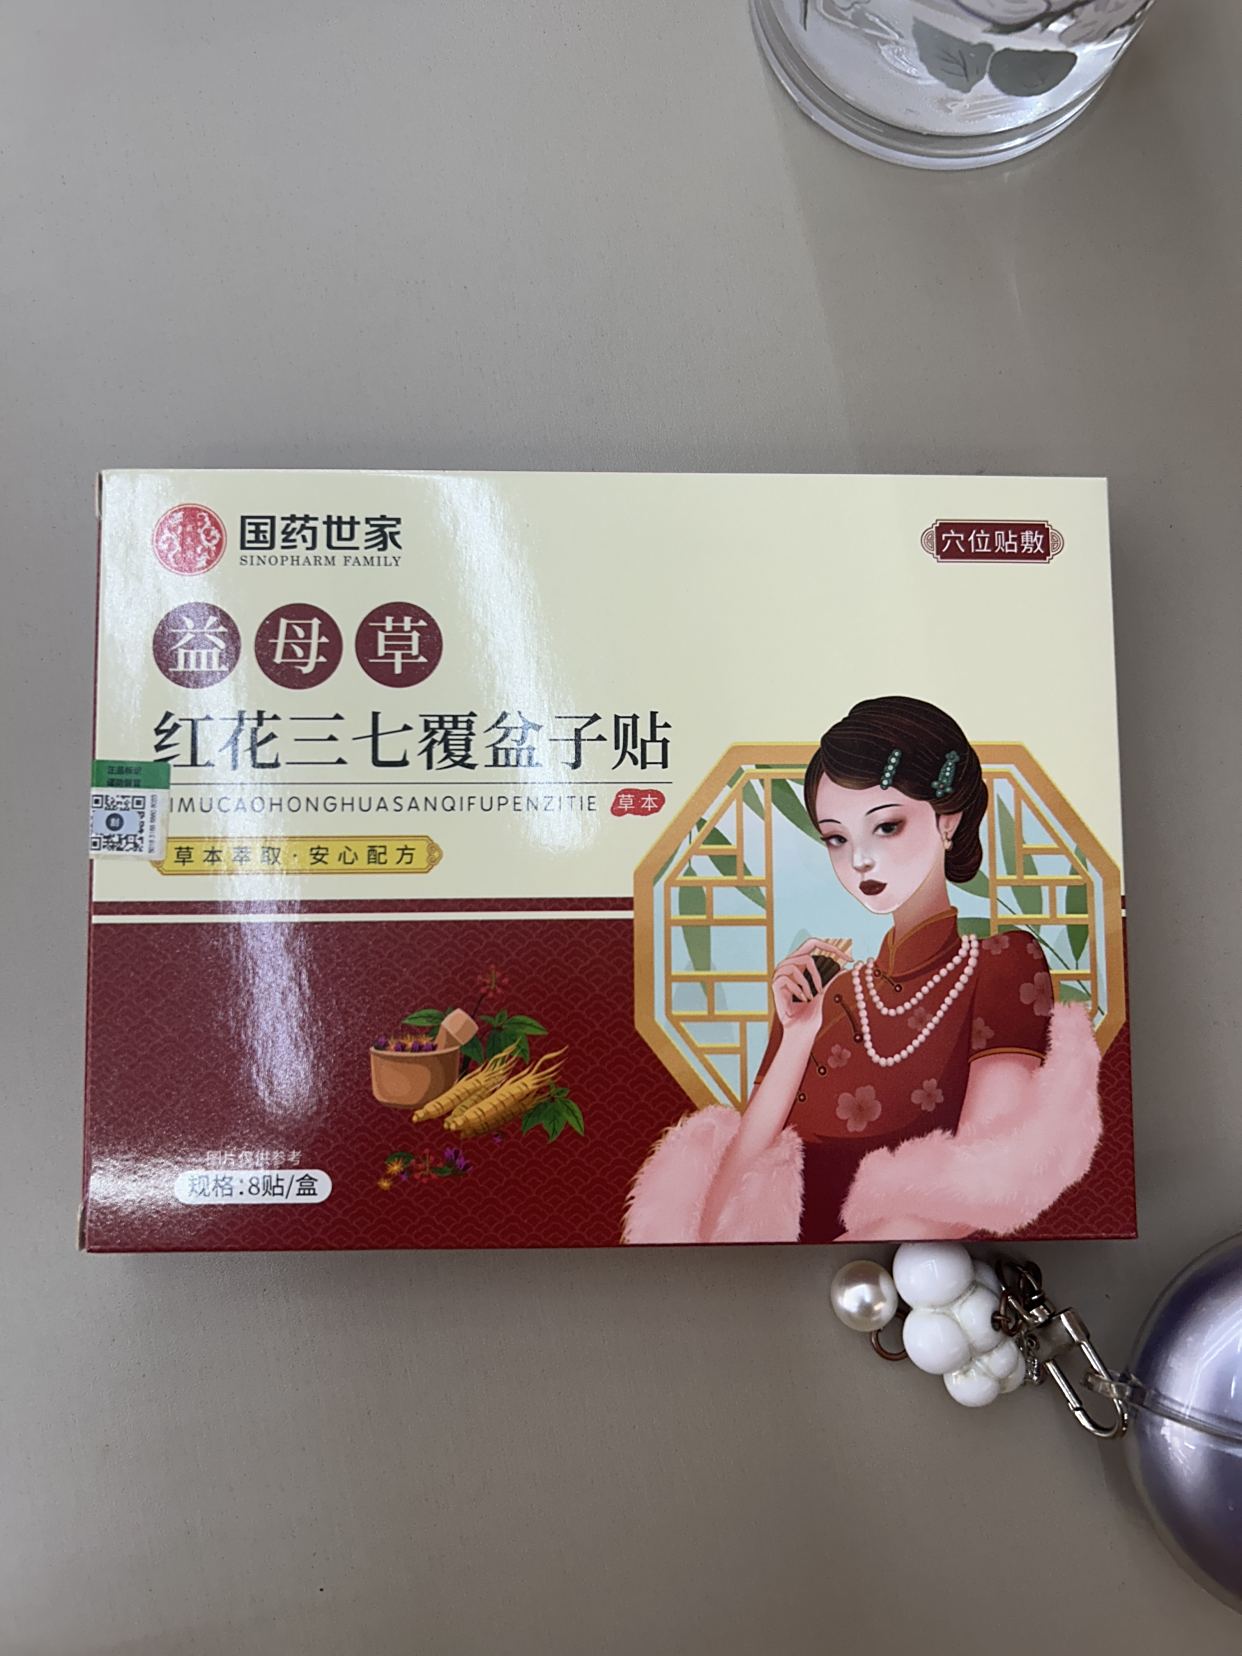 国药世家
SINOPHARM FAMILY
穴位贴敷
益母草
红花三七覆盆子贴
IMUCAOHONGHUASANQIFUPENZITIE
草本
草本萃取·安心配方
图片仅供参考
规格:8贴/盒